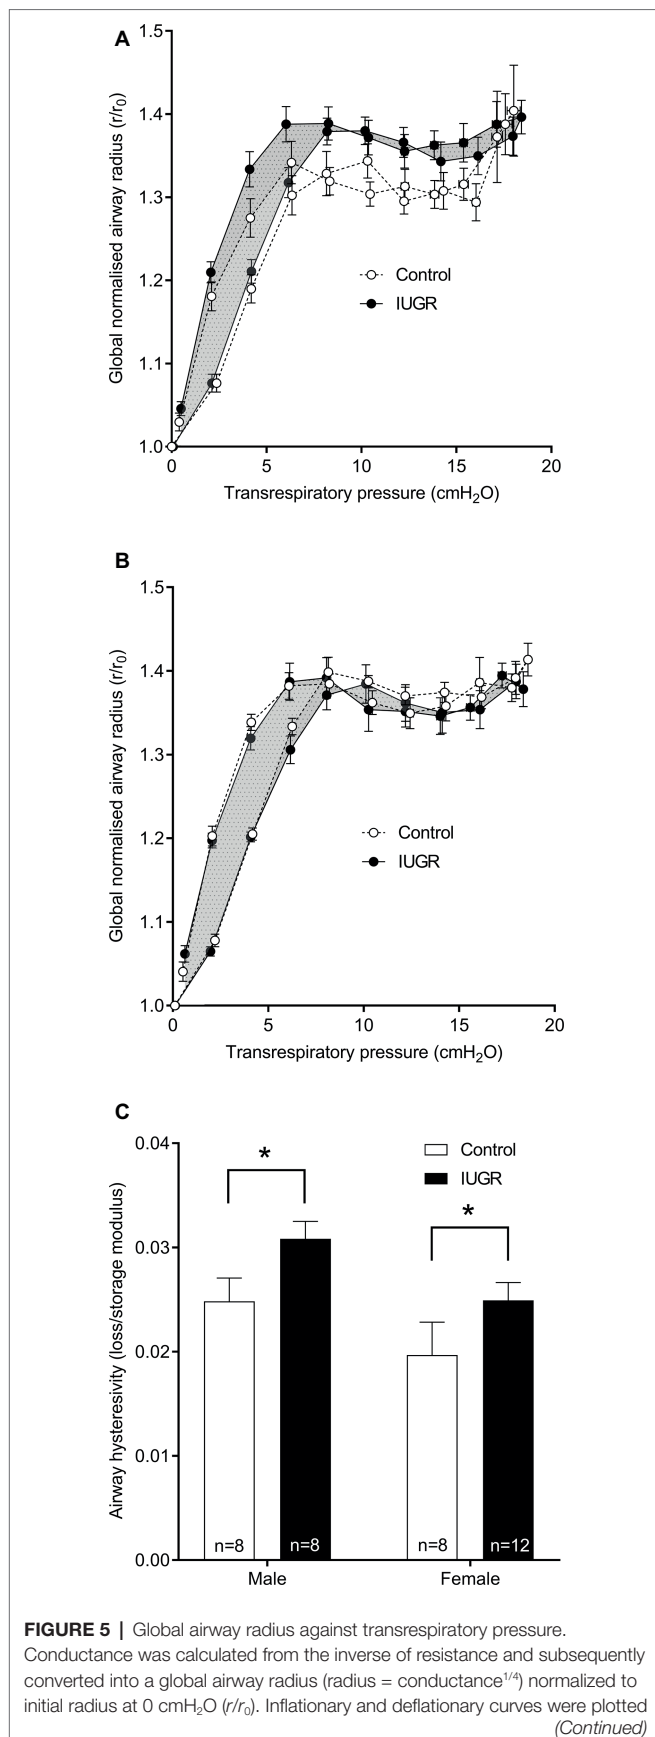 A
1.5
1.4
1.3
1.2
1.1
1.0
Global normalised airway radius (r/r₀)
Control
IUGR
0
5
10
15
20
Transrespiratory pressure (cmH₂O)
B
1.5
1.4
1.3
1.2
1.1
1.0
Global normalised airway radius (r/r₀)
Control
IUGR
0
5
10
15
20
Transrespiratory pressure (cmH₂O)
C
0.04
0.03
0.02
0.01
0.00
Airway hysteresivity (loss/storage modulus)
Control
IUGR
*
*
n=8
n=8
n=8
n=12
Male
Female
FIGURE 5 | Global airway radius against transrespiratory pressure.
Conductance was calculated from the inverse of resistance and subsequently
converted into a global airway radius (radius = conductance¹/⁴) normalized to
initial radius at 0 cmH₂O (r/r₀). Inflationary and deflationary curves were plotted
(Continued)